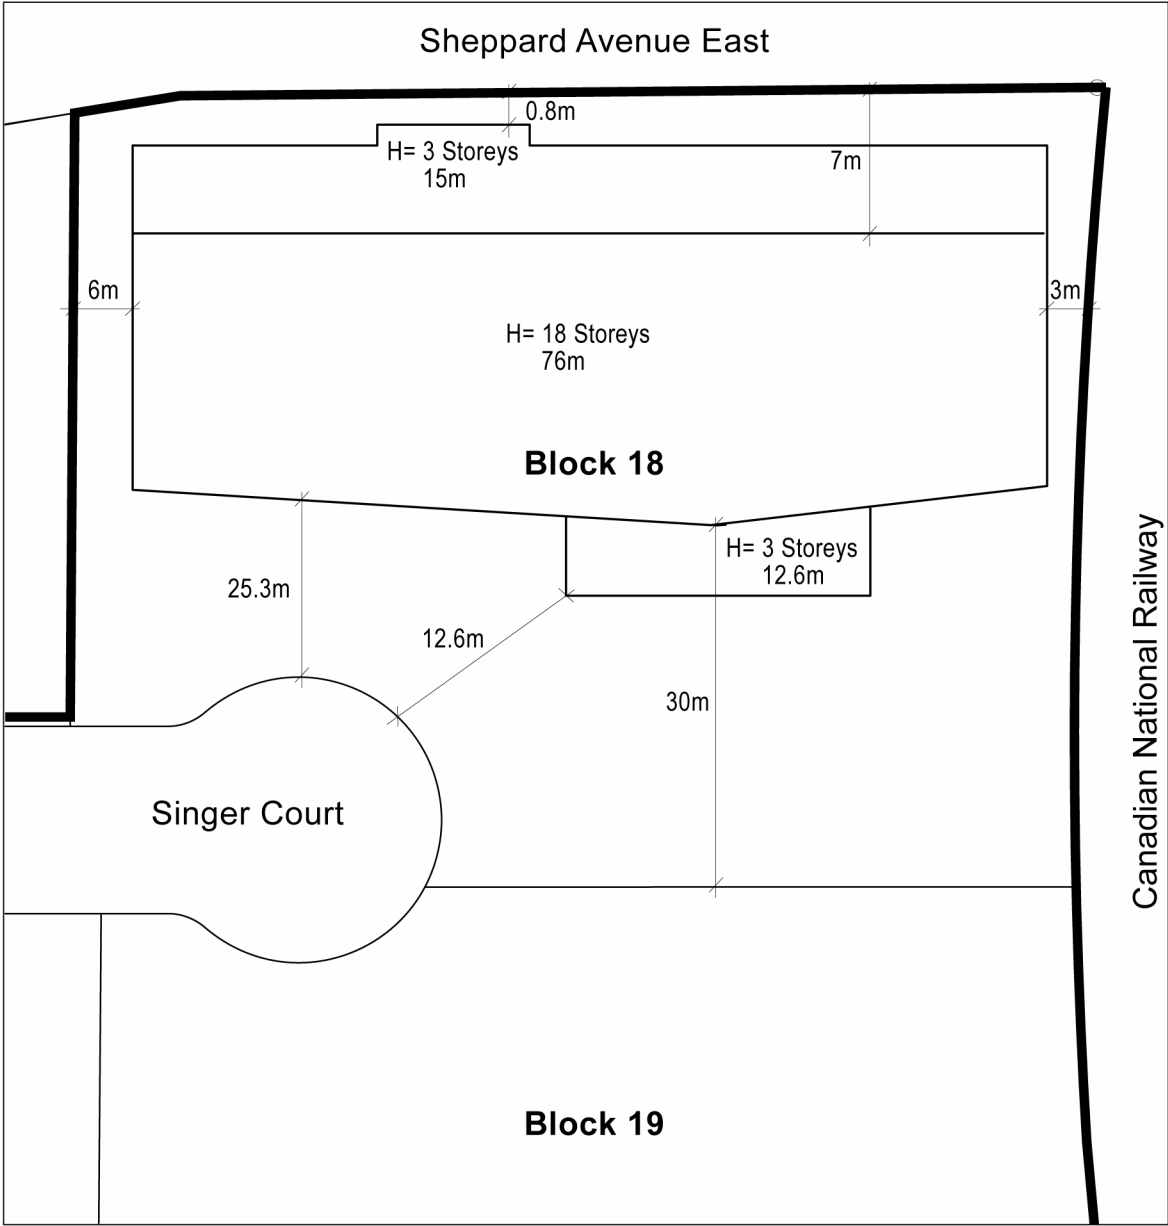 Sheppard Avenue East
0.8m
H= 3 Storeys
15m
7m
6m
3m
H= 18 Storeys
76m
Block 18
H= 3 Storeys
12.6m
25.3m
12.6m
30m
Singer Court
Canadian National Railway
Block 19